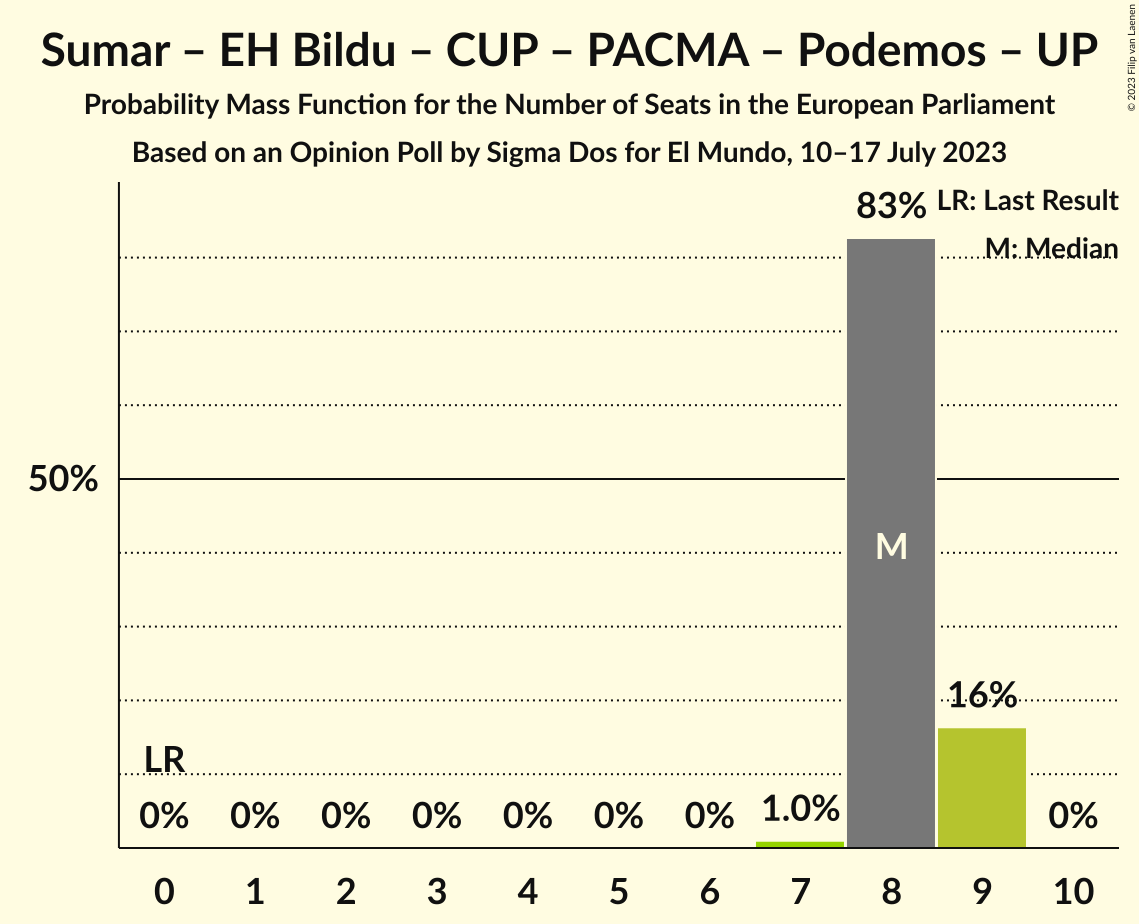 Sumar – EH Bildu – CUP – PACMA – Podemos – UP
Probability Mass Function for the Number of Seats in the European Parliament
Based on an Opinion Poll by Sigma Dos for El Mundo, 10–17 July 2023
© 2023 Filip van Laenen
LR: Last Result
M: Median
83%
50%
M
16%
LR
0% 0% 0% 0% 0% 0% 0% 1.0% 0%
0 1 2 3 4 5 6 7 8 9 10